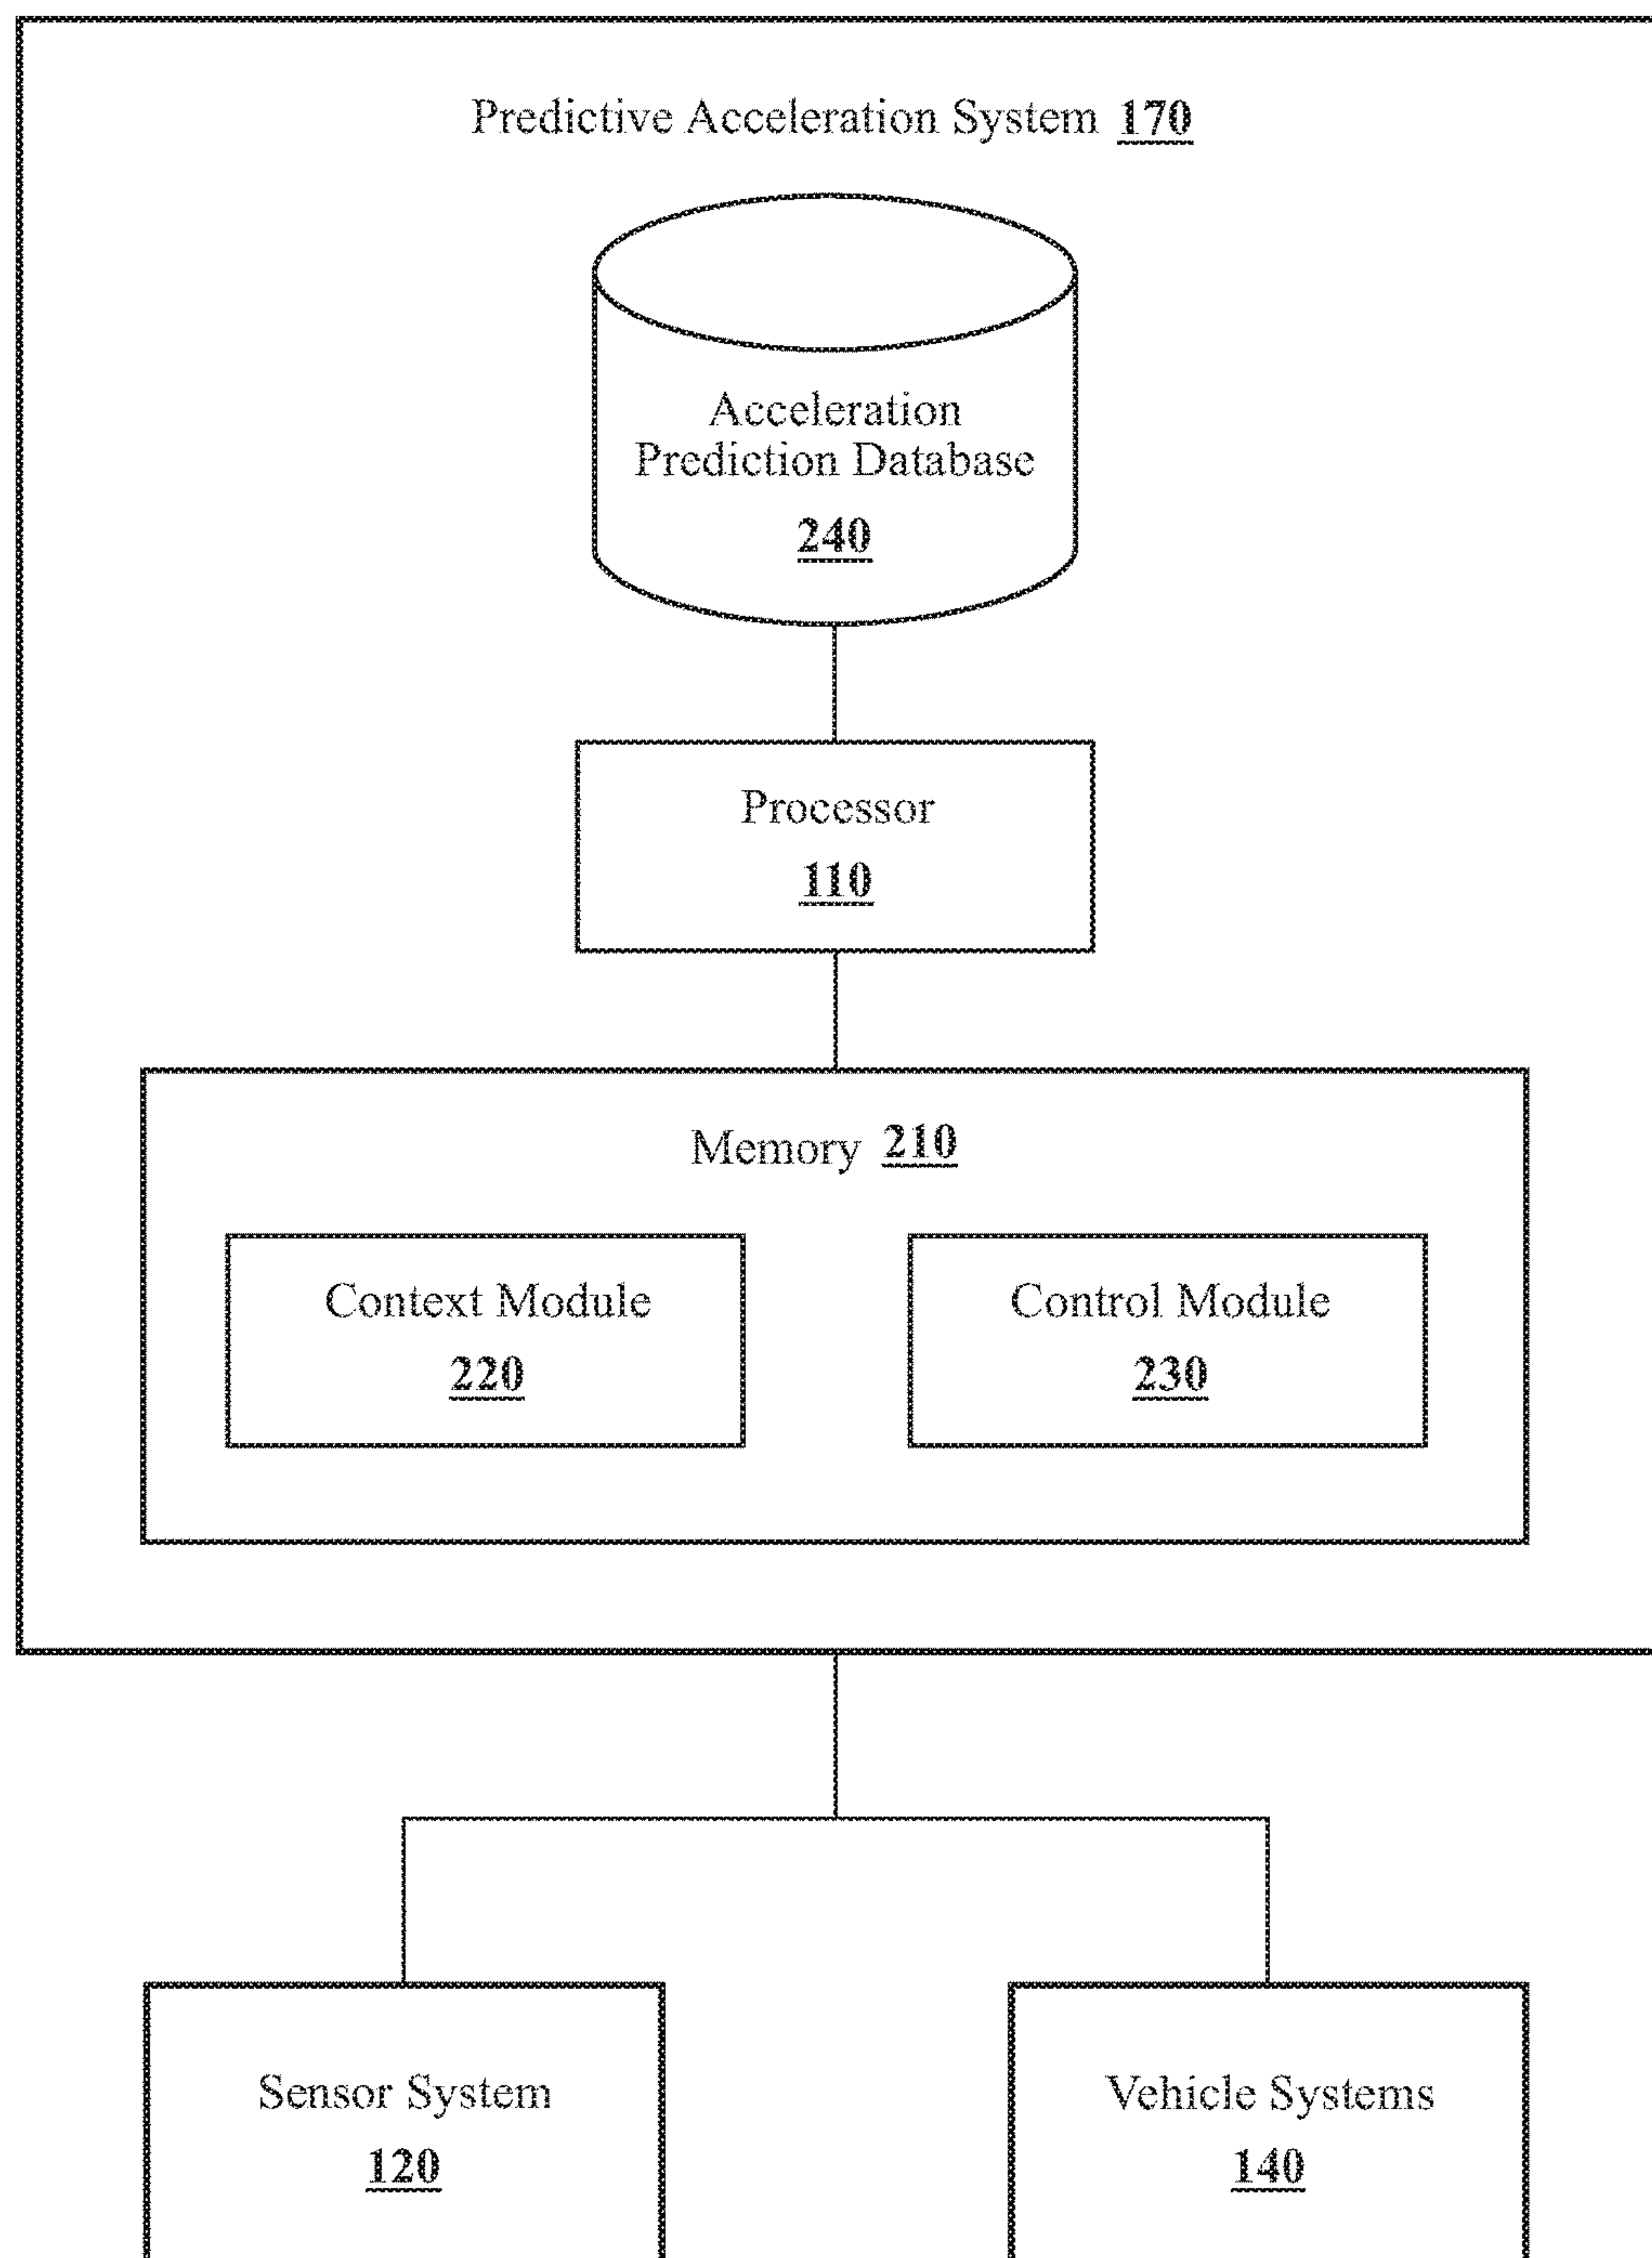 Predictive Acceleration System 170
Acceleration
Prediction Database
240
Processor
110
Memory 210
Context Module
220
Control Module
230
Sensor System
120
Vehicle Systems
140